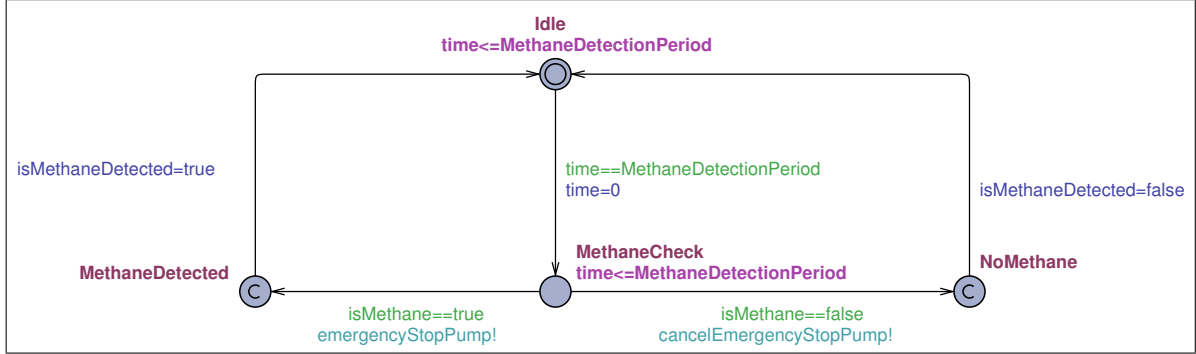 Idle
time<=MethaneDetectionPeriod
isMethaneDetected=true
time==MethaneDetectionPeriod
time=0
isMethaneDetected=false
MethaneDetected
C
MethaneCheck
time<=MethaneDetectionPeriod
NoMethane
C
isMethane==true
emergencyStopPump!
isMethane==false
cancelEmergencyStopPump!